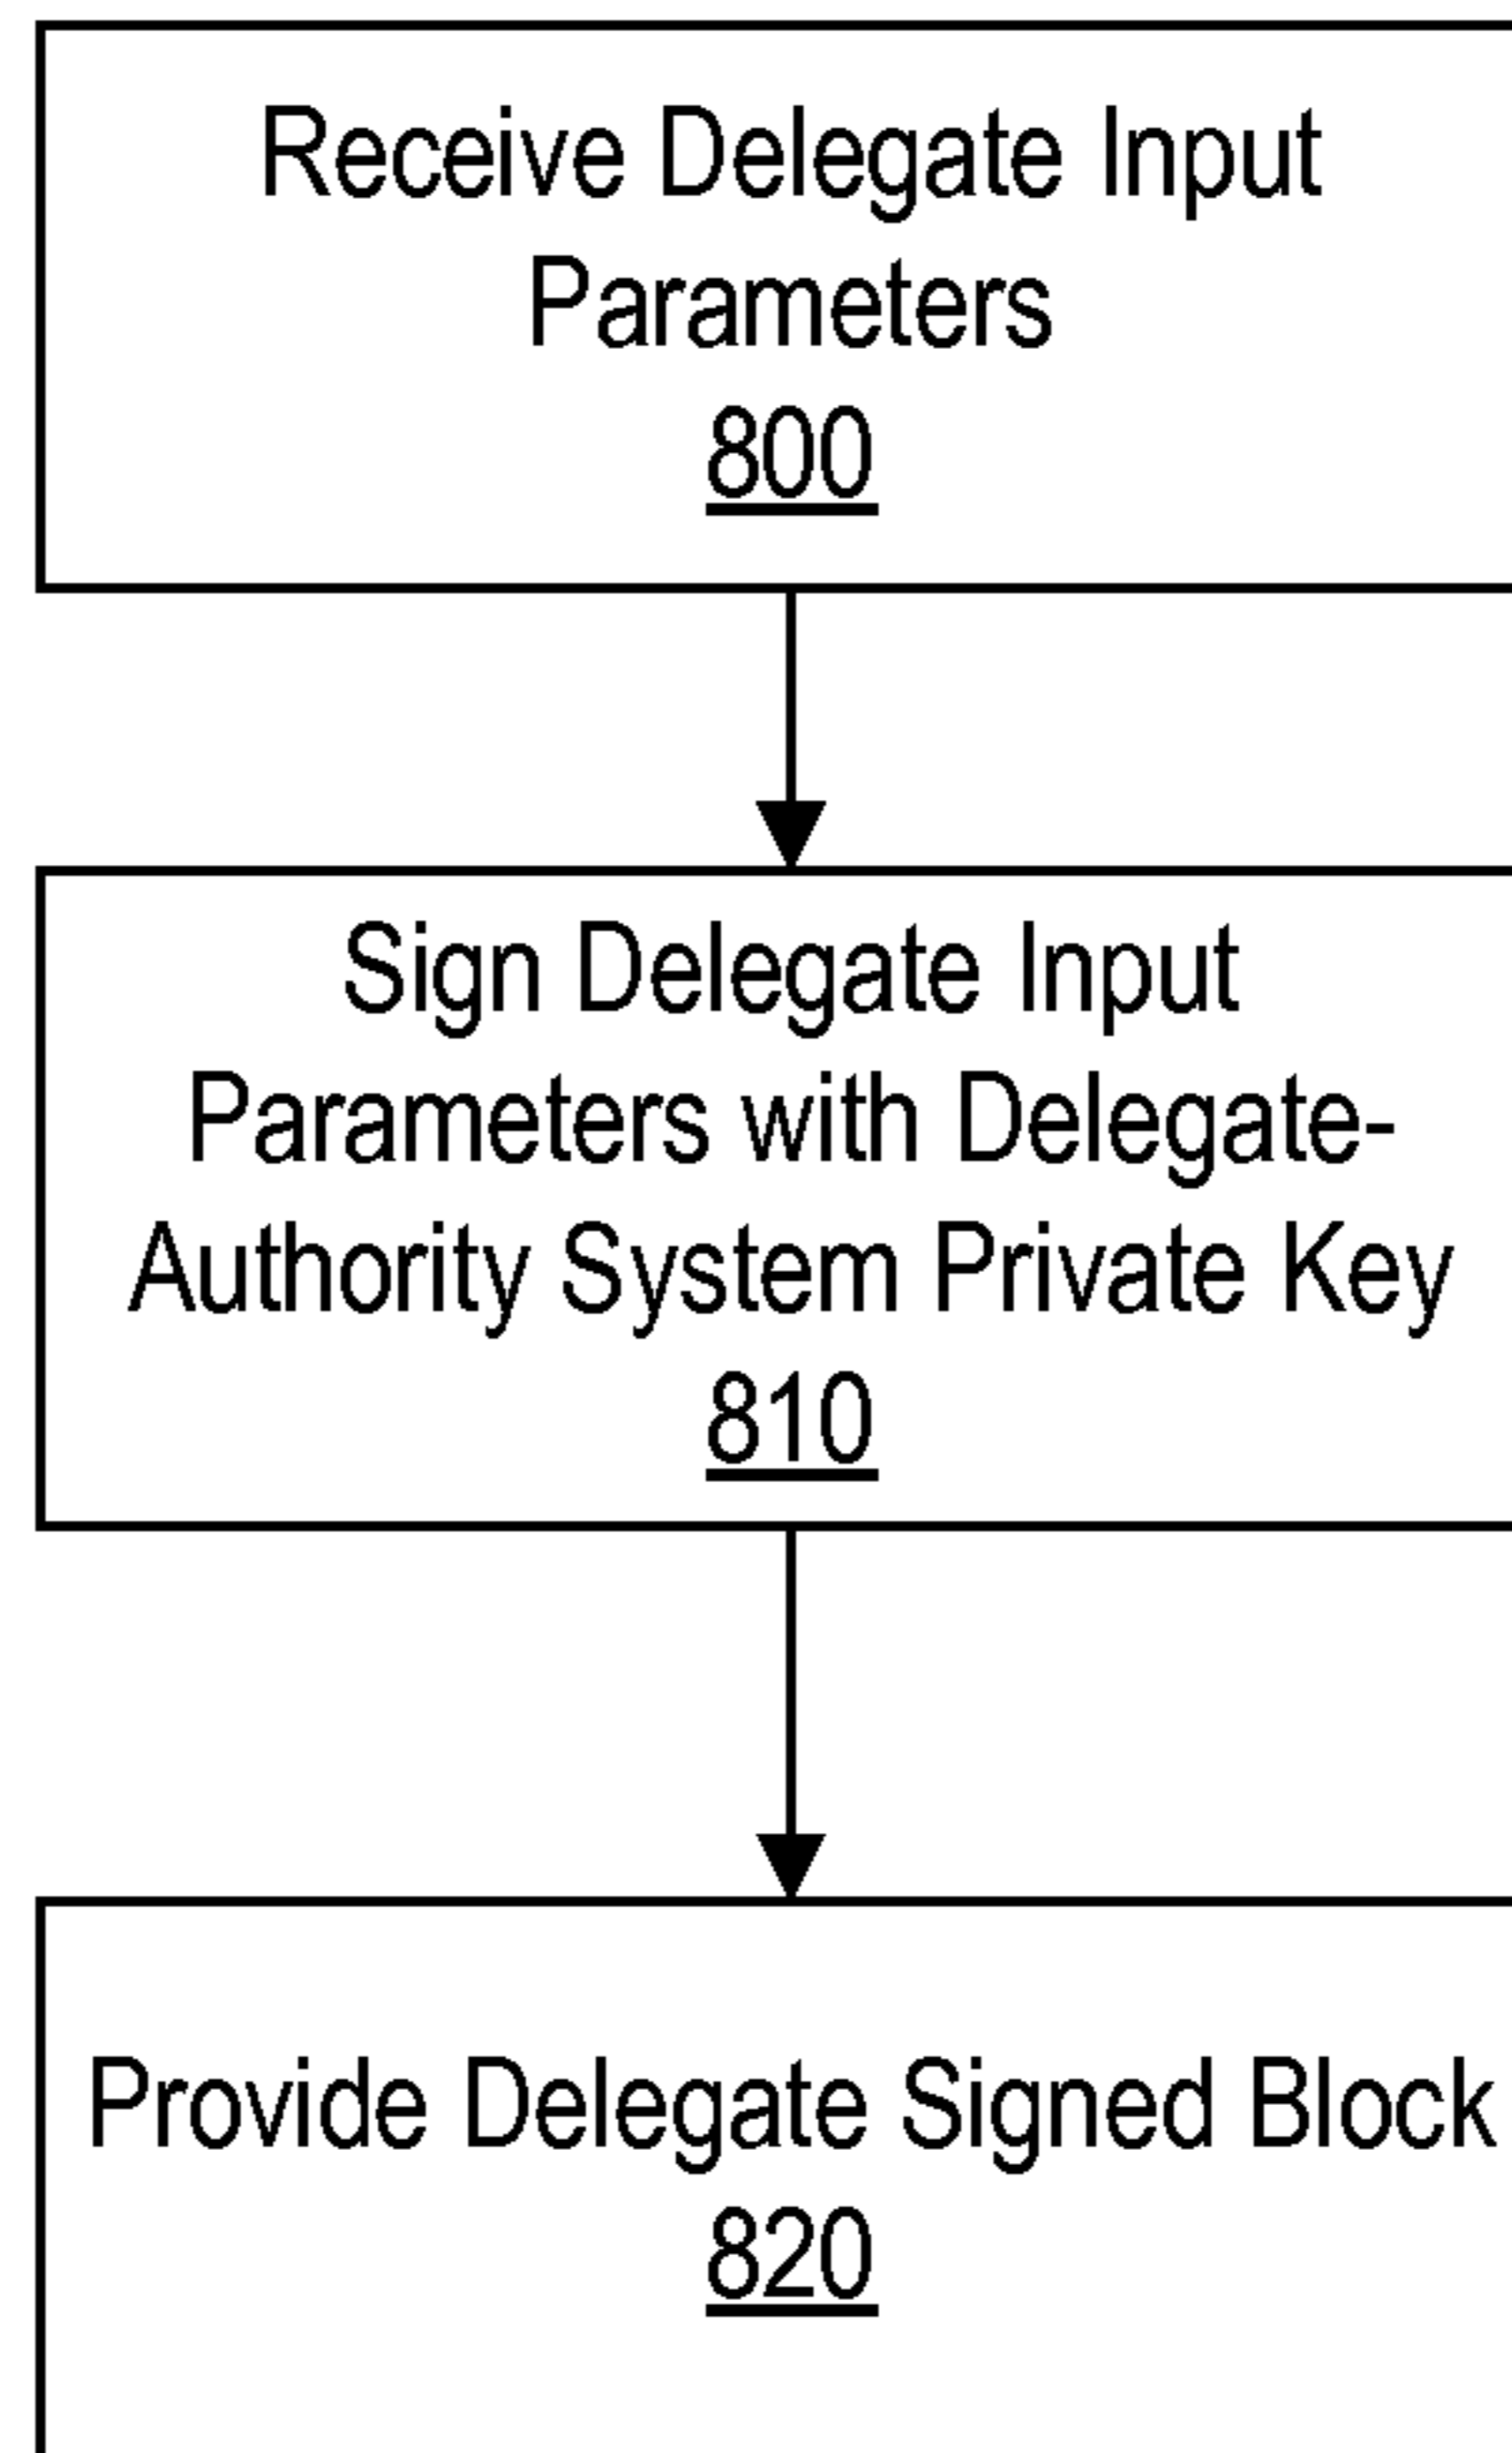 Receive Delegate Input
Parameters
800
Sign Delegate Input
Parameters with Delegate-
Authority System Private Key
810
Provide Delegate Signed Block
820